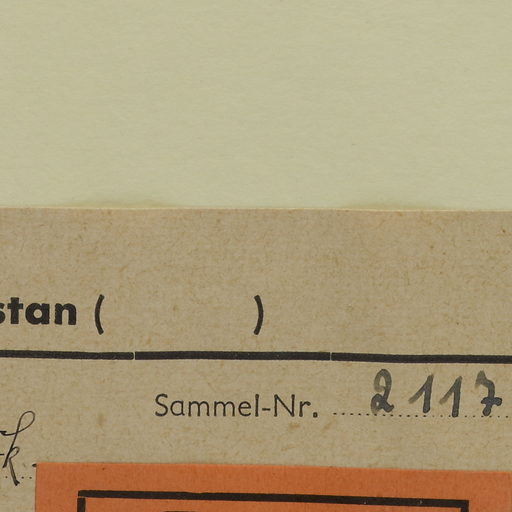 stan ( )
Sammel-Nr. 2117